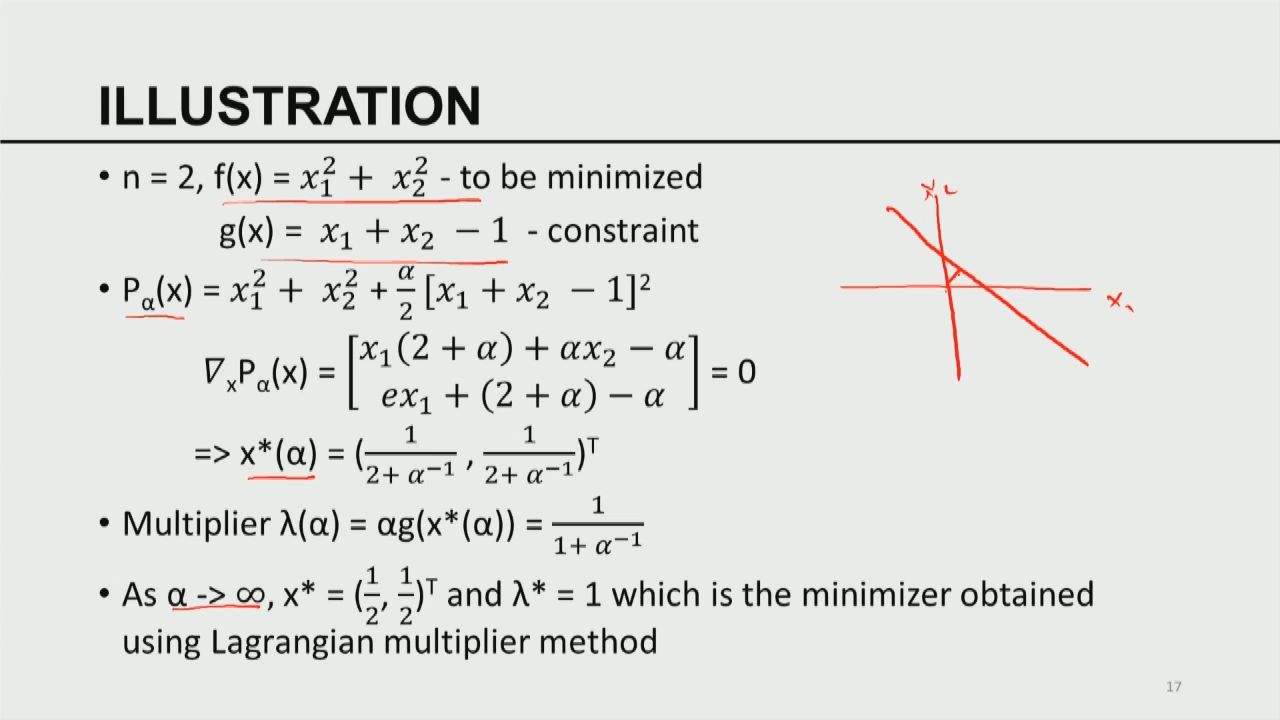 ILLUSTRATION
• n = 2, f(x) = x₁² + x₂² - to be minimized
g(x) = x₁ + x₂ − 1 - constraint
• Pα(x) = x₁² + x₂² + α/2 [x₁ + x₂ − 1]²
∇ₓPα(x) = [x₁(2 + α) + αx₂ − α
ex₁ + (2 + α) − α] = 0
=> x*(α) = (1/(2+ α⁻¹), 1/(2+ α⁻¹))ᵀ
• Multiplier λ(α) = αg(x*(α)) = 1/(1+ α⁻¹)
• As α -> ∞, x* = (1/2, 1/2)ᵀ and λ* = 1 which is the minimizer obtained
using Lagrangian multiplier method
x₂
x₁
17